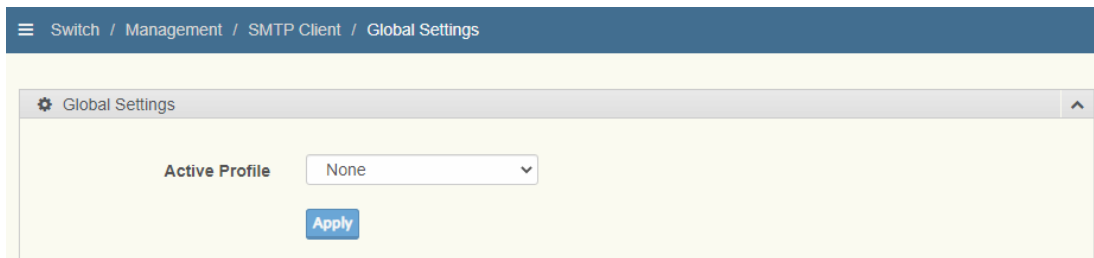 Switch / Management / SMTP Client / Global Settings
Global Settings
Active Profile None
Apply